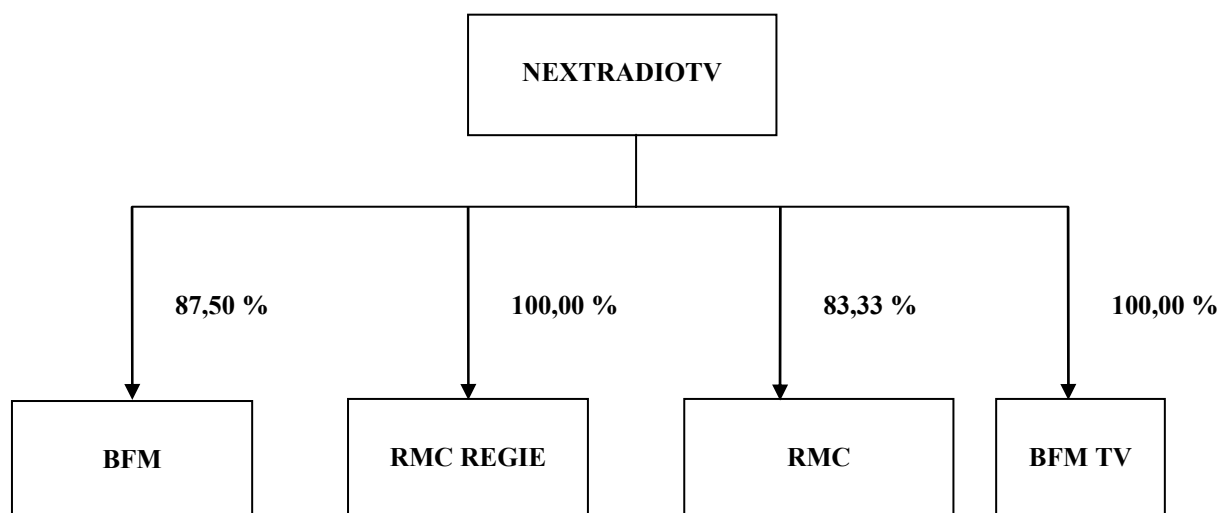 NEXTRADIOTV
87,50 %
100,00 %
83,33 %
100,00 %
BFM
RMC REGIE
RMC
BFM TV